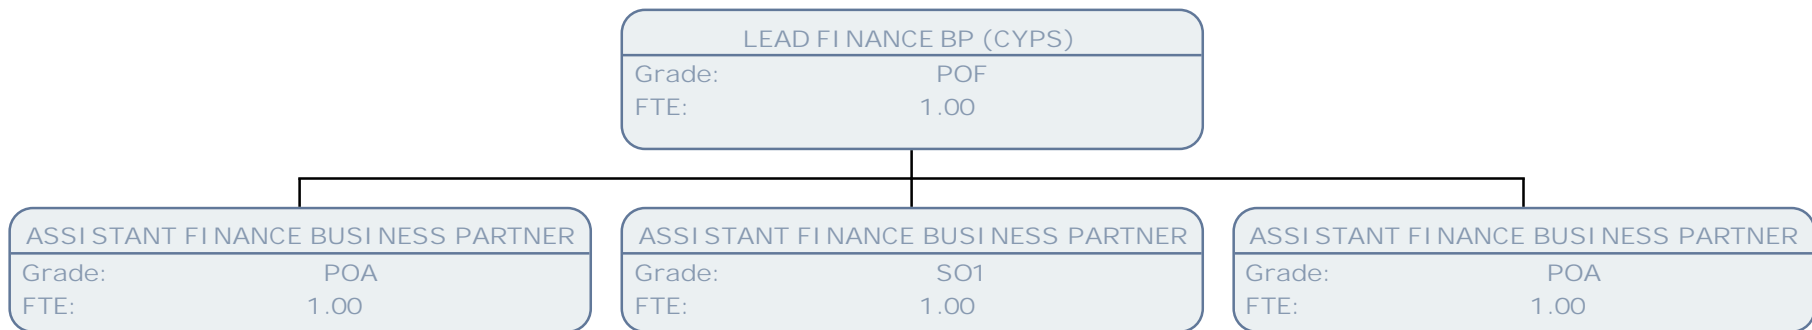 LEAD FINANCE BP (CYPS)
Grade: POF
FTE: 1.00
ASSISTANT FINANCE BUSINESS PARTNER
Grade: POA
FTE: 1.00
ASSISTANT FINANCE BUSINESS PARTNER
Grade: SO1
FTE: 1.00
ASSISTANT FINANCE BUSINESS PARTNER
Grade: POA
FTE: 1.00